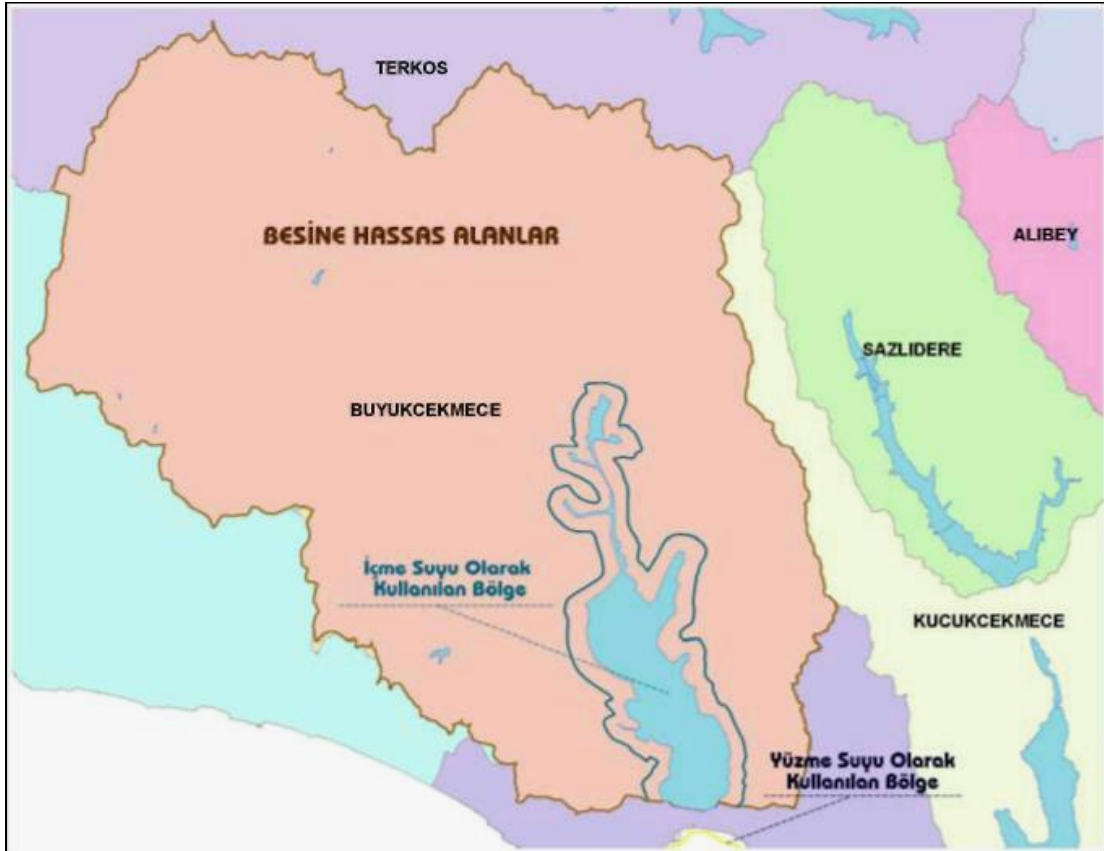 TERKOS
BESİNE HASSAS ALANLAR
ALIBEY
SAZLIDERE
BUYUKCEKMECE
İçme Suyu Olarak
Kullanılan Bölge
KUCUKCEKMECE
Yüzme Suyu Olarak
Kullanılan Bölge